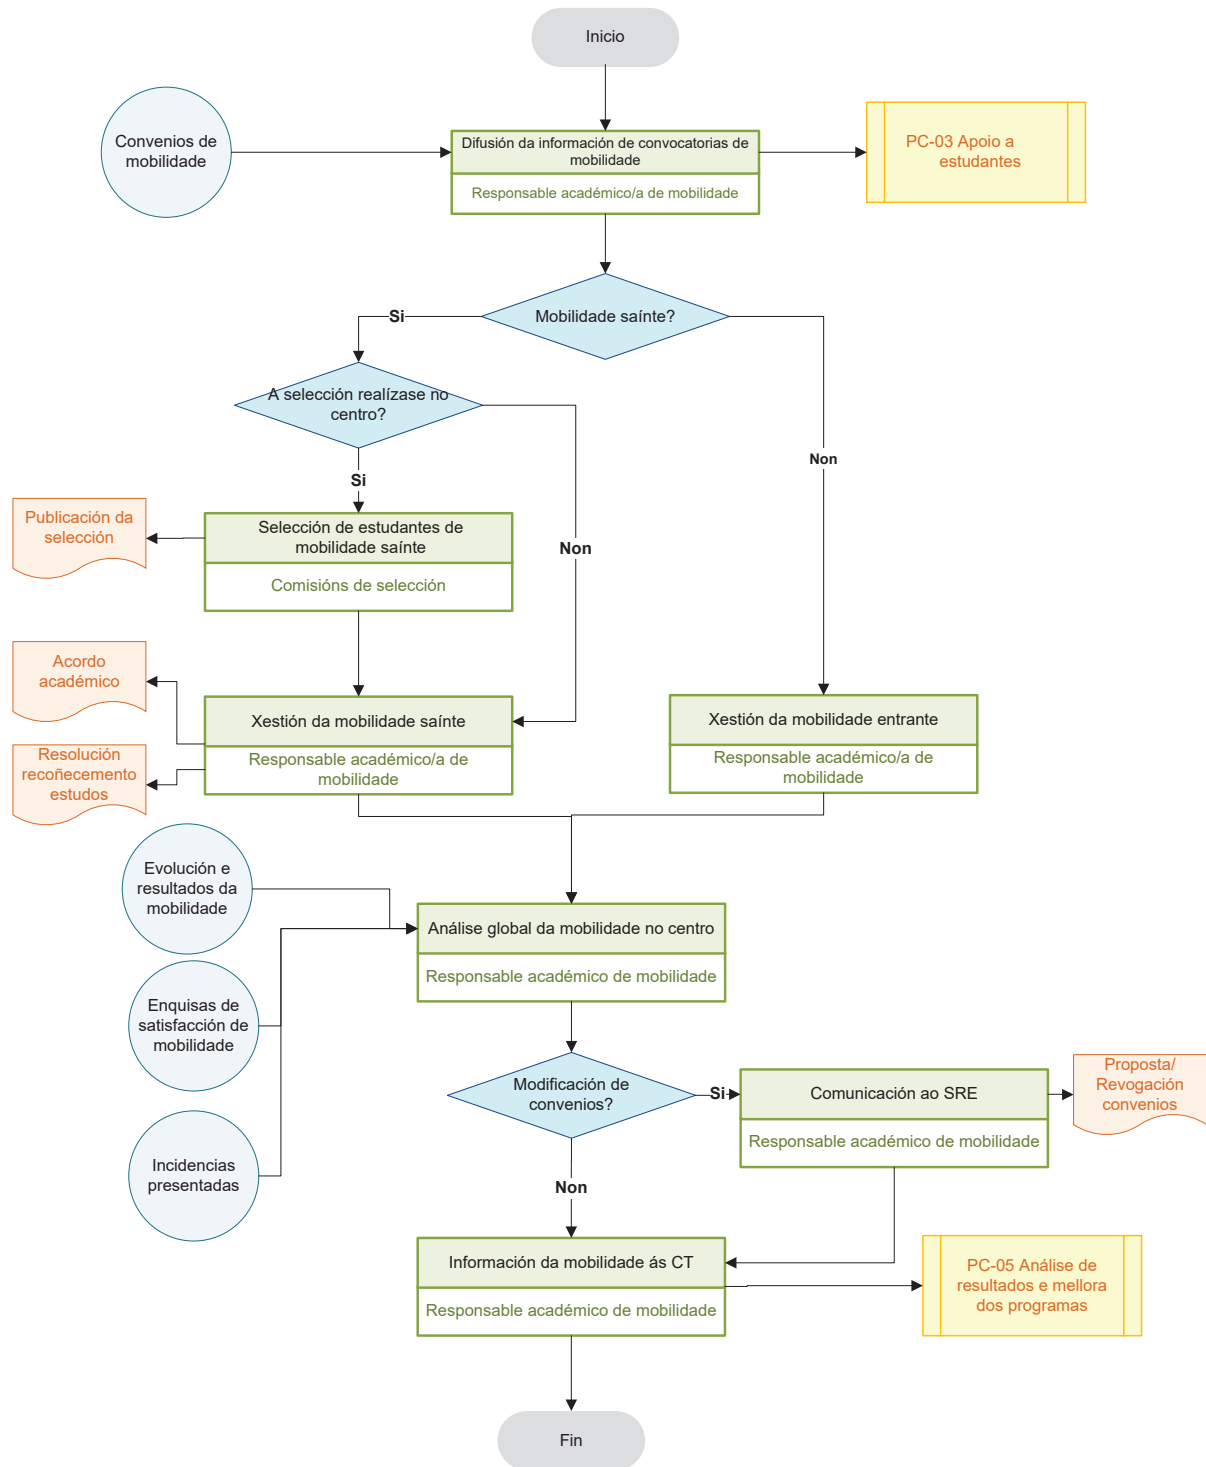 Inicio
Convenios de
mobilidade
Difusión da información de convocatorias de
mobilidade
Responsable académico/a de mobilidade
PC-03 Apoio a
estudantes
Mobilidade saínte?
Si
A selección realízase no
centro?
Non
Si
Publicación da
selección
Selección de estudantes de
mobilidade saínte
Comisións de selección
Non
Acordo
académico
Xestión da mobilidade saínte
Responsable académico/a de
mobilidade
Xestión da mobilidade entrante
Responsable académico/a de
mobilidade
Resolución
recoñecemento
estudos
Evolución e
resultados da
mobilidade
Análise global da mobilidade no centro
Responsable académico de mobilidade
Enquisas de
satisfacción de
mobilidade
Modificación de
convenios?
Si
Comunicación ao SRE
Responsable académico de mobilidade
Proposta/
Revogación
convenios
Incidencias
presentadas
Non
Información da mobilidade ás CT
Responsable académico de mobilidade
PC-05 Análise de
resultados e mellora
dos programas
Fin